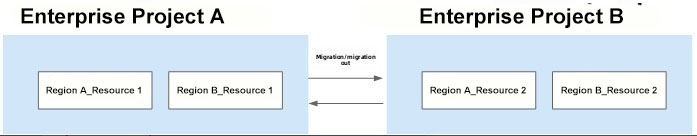 Enterprise Project A
Enterprise Project B
Migration/migration
out
Region A_Resource 1
Region B_Resource 1
Region A_Resource 2
Region B_Resource 2